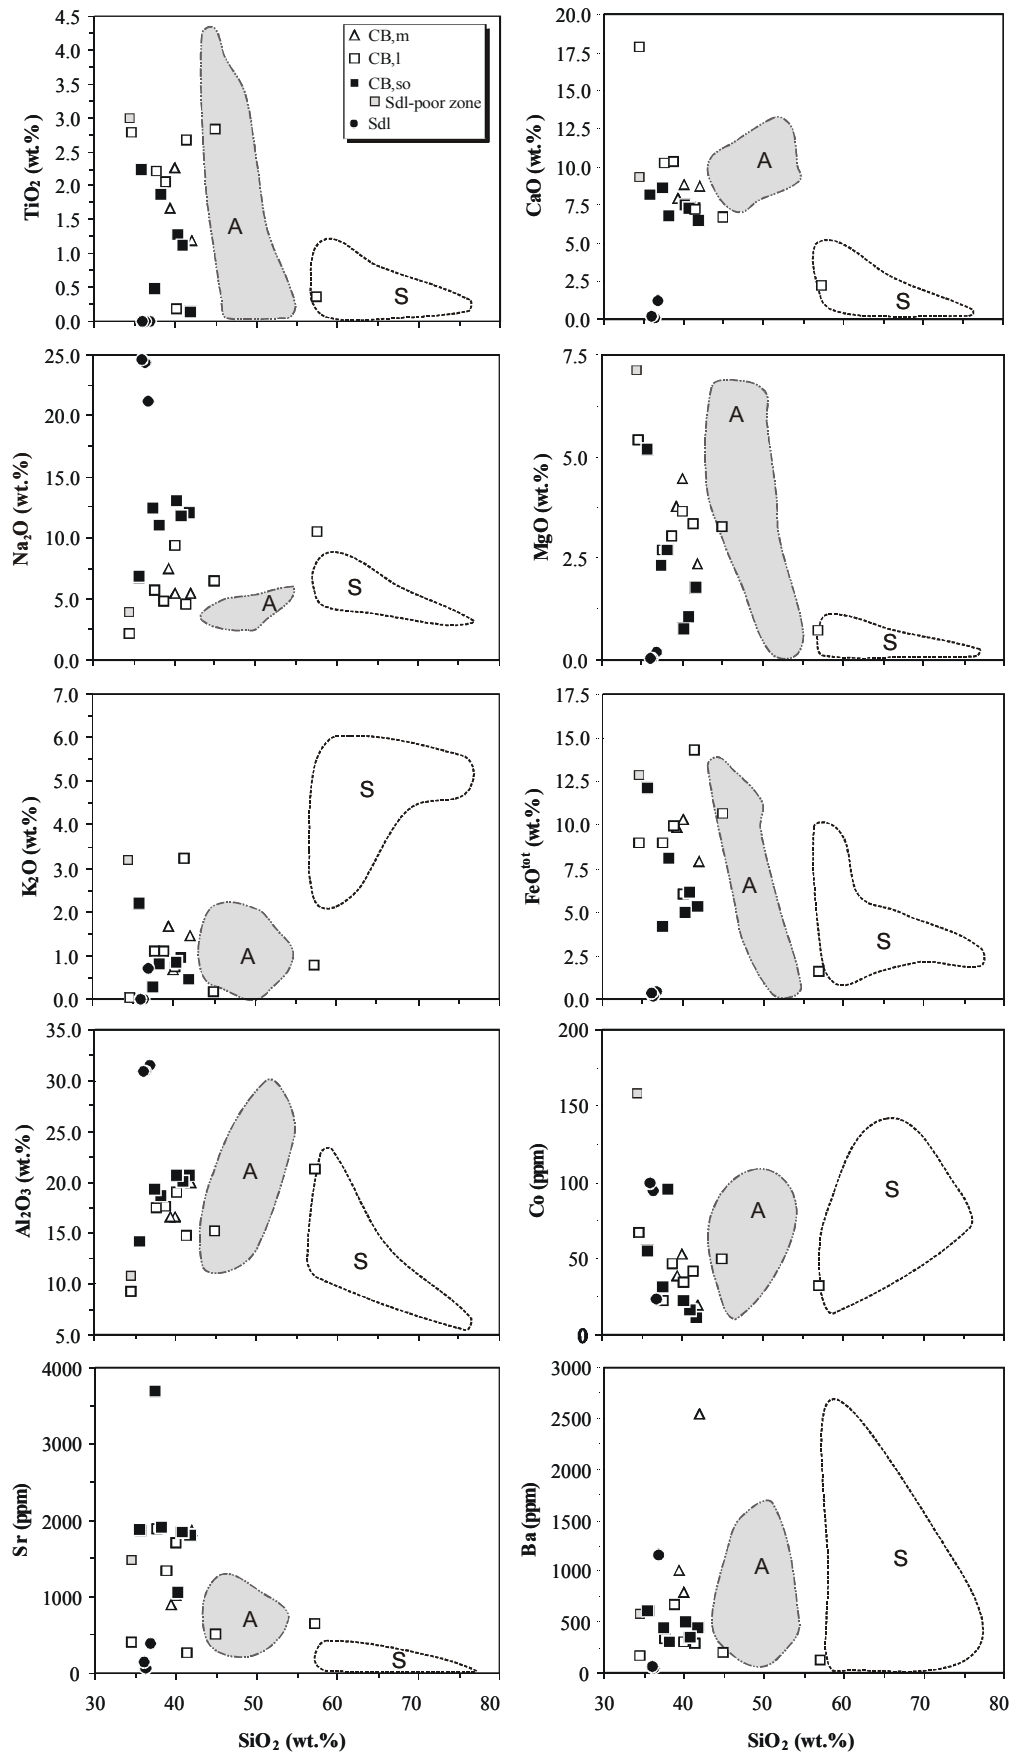 TiO2 (wt.%)
4.5
4.0
3.5
3.0
2.5
2.0
1.5
1.0
0.5
0.0
CB,m
CB,l
CB,so
Sdl-poor zone
Sdl
A
S
CaO (wt.%)
20.0
17.5
15.0
12.5
10.0
7.5
5.0
2.5
0.0
A
S
Na2O (wt.%)
25.0
20.0
15.0
10.0
5.0
0.0
A
S
MgO (wt.%)
7.5
5.0
2.5
0.0
A
S
K2O (wt.%)
7.0
6.0
5.0
4.0
3.0
2.0
1.0
0.0
A
S
FeOtot (wt.%)
17.5
15.0
12.5
10.0
7.5
5.0
2.5
0.0
A
S
Al2O3 (wt.%)
35.0
30.0
25.0
20.0
15.0
10.0
5.0
A
S
Co (ppm)
200
150
100
50
0
A
S
Sr (ppm)
4000
3000
2000
1000
0
A
S
30 40 50 60 70 80
SiO2 (wt.%)
Ba (ppm)
3000
2500
2000
1500
1000
500
0
A
S
30 40 50 60 70 80
SiO2 (wt.%)